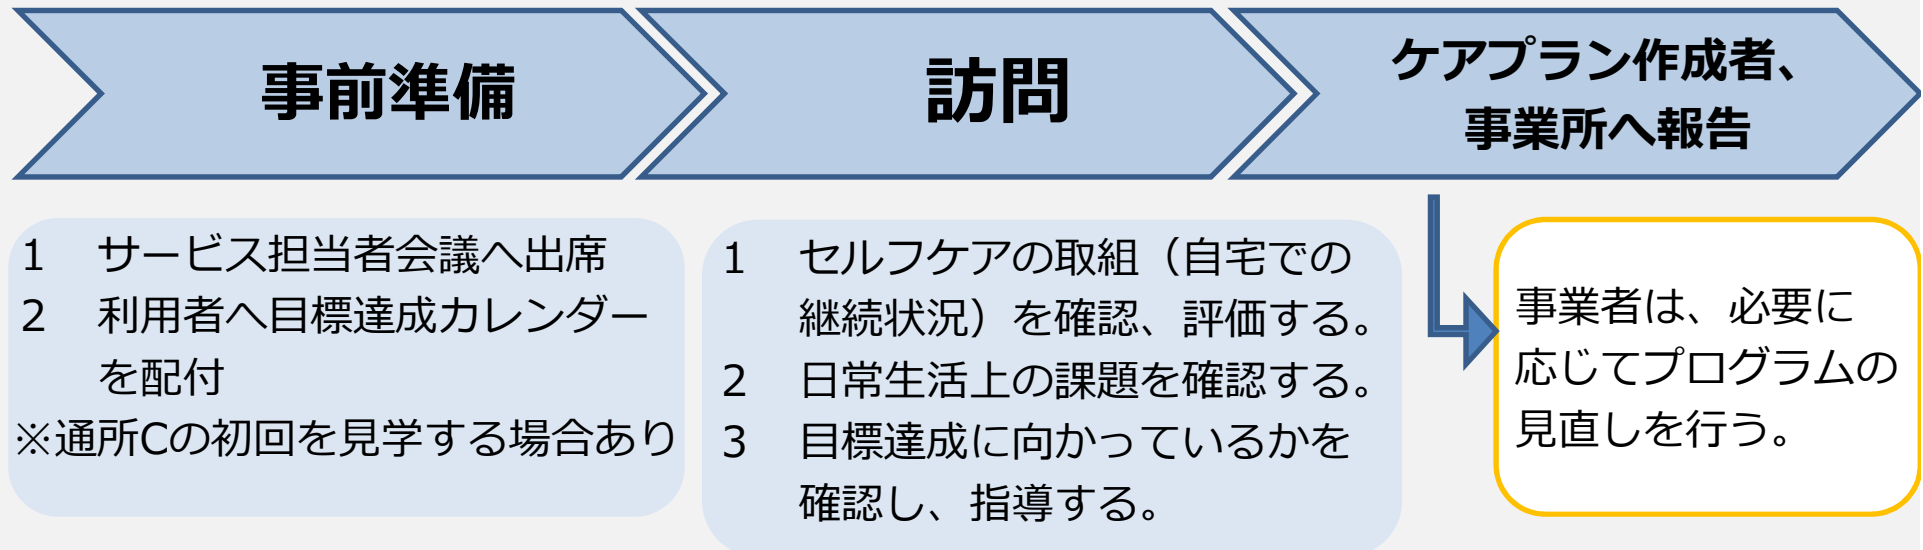 事前準備
訪問
ケアプラン作成者、
事業所へ報告
1 サービス担当者会議へ出席
2 利用者へ目標達成カレンダー
を配付
※通所Cの初回を見学する場合あり
1 セルフケアの取組（自宅での
継続状況）を確認、評価する。
2 日常生活上の課題を確認する。
3 目標達成に向かっているかを
確認し、指導する。
事業者は、必要に
応じてプログラムの
見直しを行う。